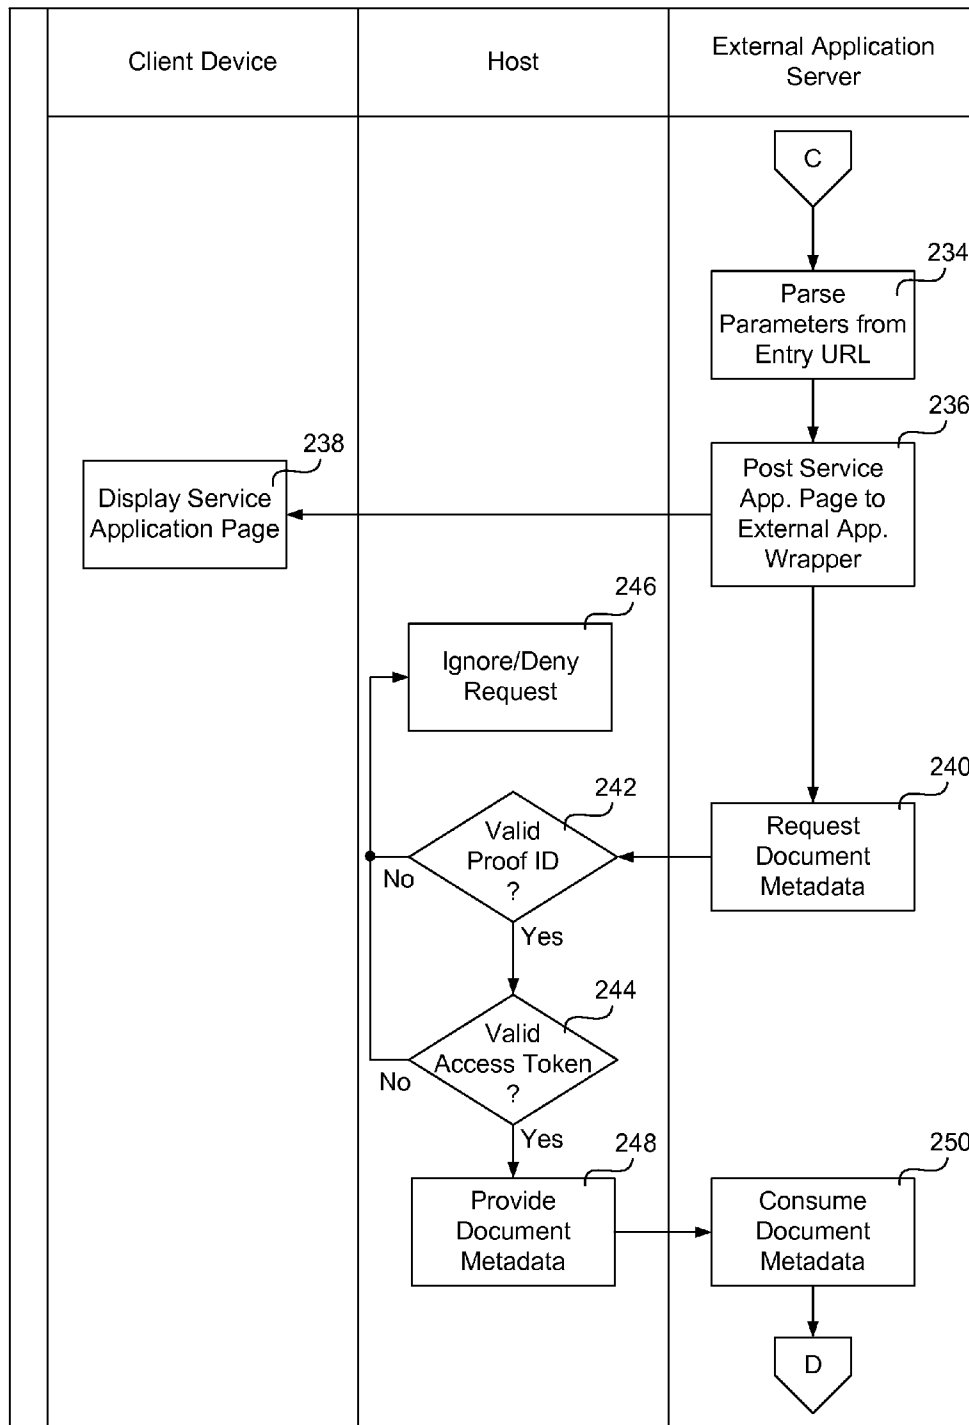 Client Device
Host
External Application
Server
C
234
Parse
Parameters from
Entry URL
236
Post Service
App. Page to
External App.
Wrapper
238
Display Service
Application Page
246
Ignore/Deny
Request
240
Request
Document
Metadata
242
Valid
Proof ID
?
No
Yes
244
Valid
Access Token
?
No
Yes
248
Provide
Document
Metadata
250
Consume
Document
Metadata
D